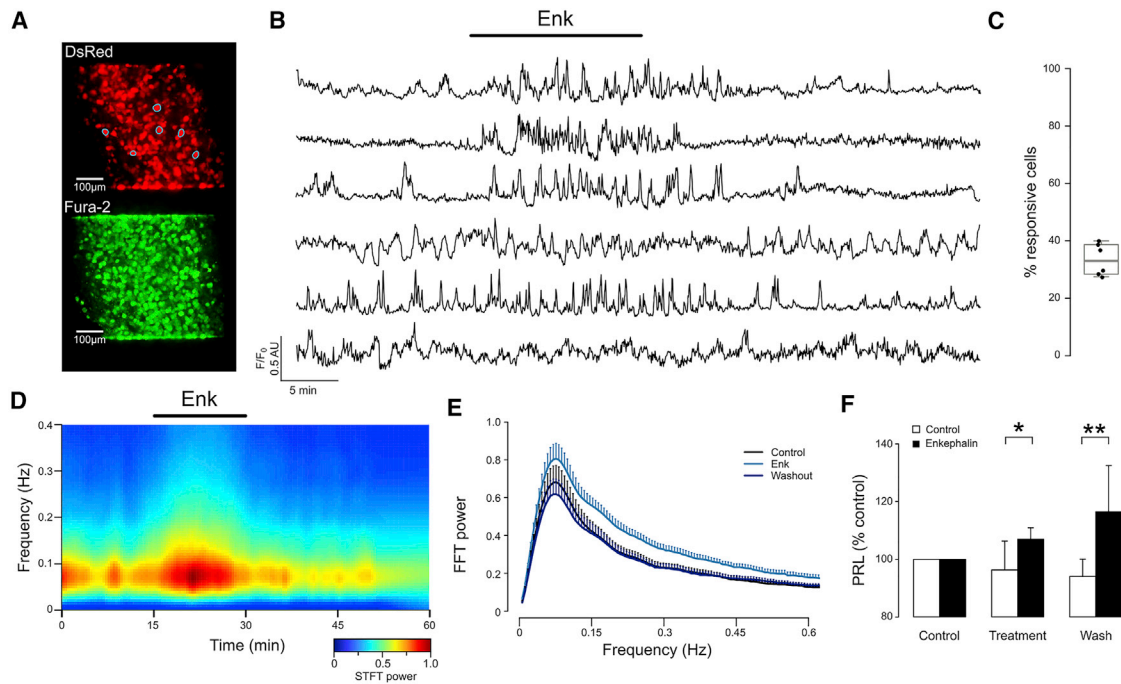 A
DsRed
100μm
Fura-2
100μm
B
Enk
F/F0
0.5 AU
5 min
C
% responsive cells
100
80
60
40
20
0
D
Enk
Frequency (Hz)
0.4
0.3
0.2
0.1
0
0
15
30
45
60
Time (min)
0
0.5
1.0
STFT power
E
FFT power
1.0
0.8
0.6
0.4
0.2
0
Control
Enk
Washout
0
0.15
0.3
0.45
0.6
Frequency (Hz)
F
Control
Enkephalin
PRL (% control)
140
120
100
80
*
**
Control
Treatment
Wash